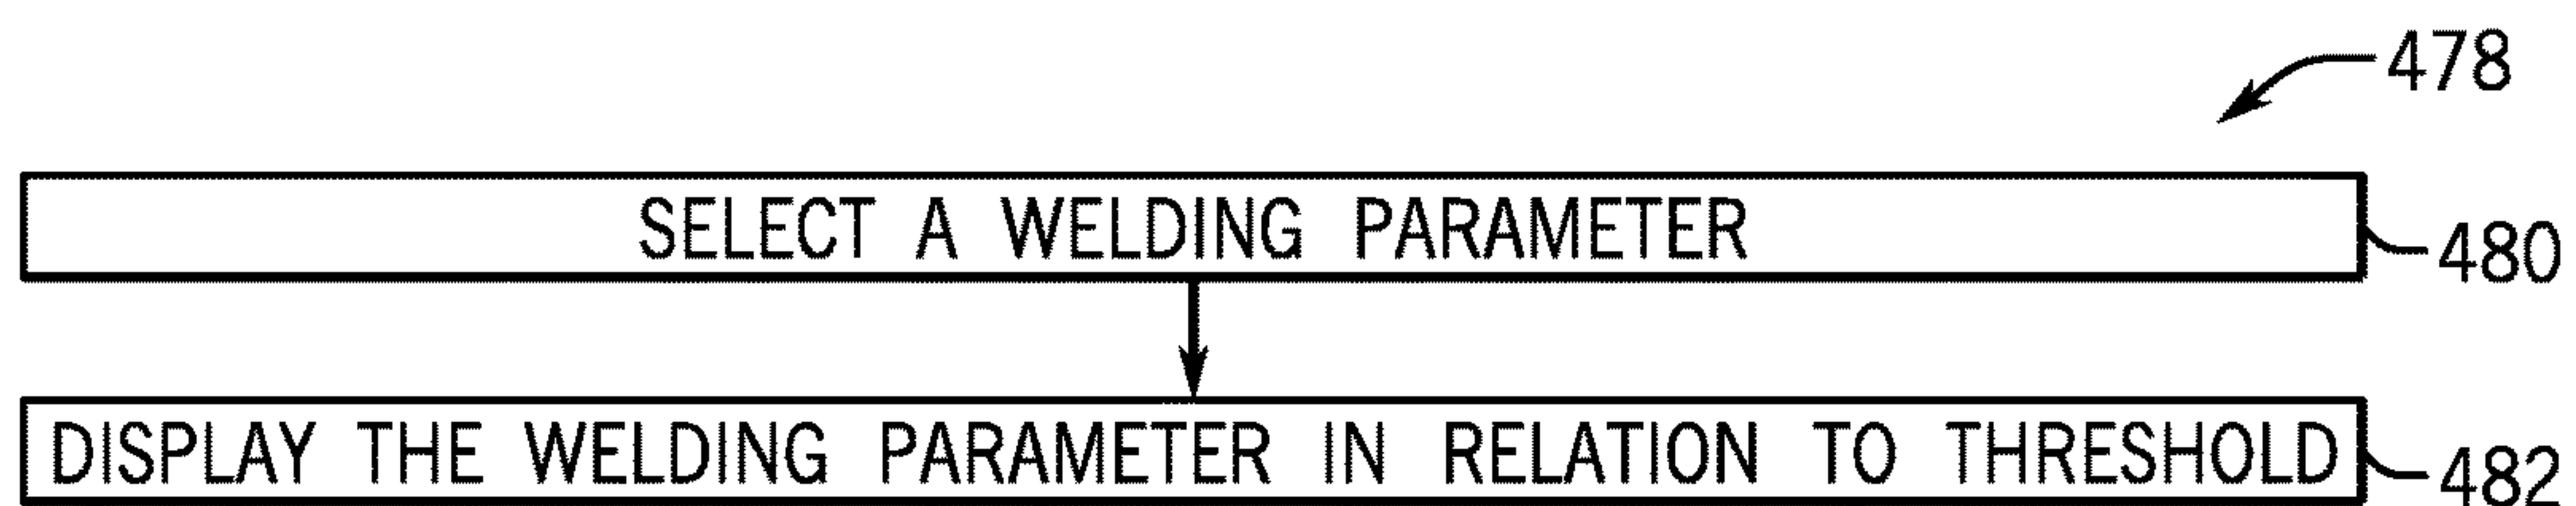 478
SELECT A WELDING PARAMETER
480
DISPLAY THE WELDING PARAMETER IN RELATION TO THRESHOLD
482